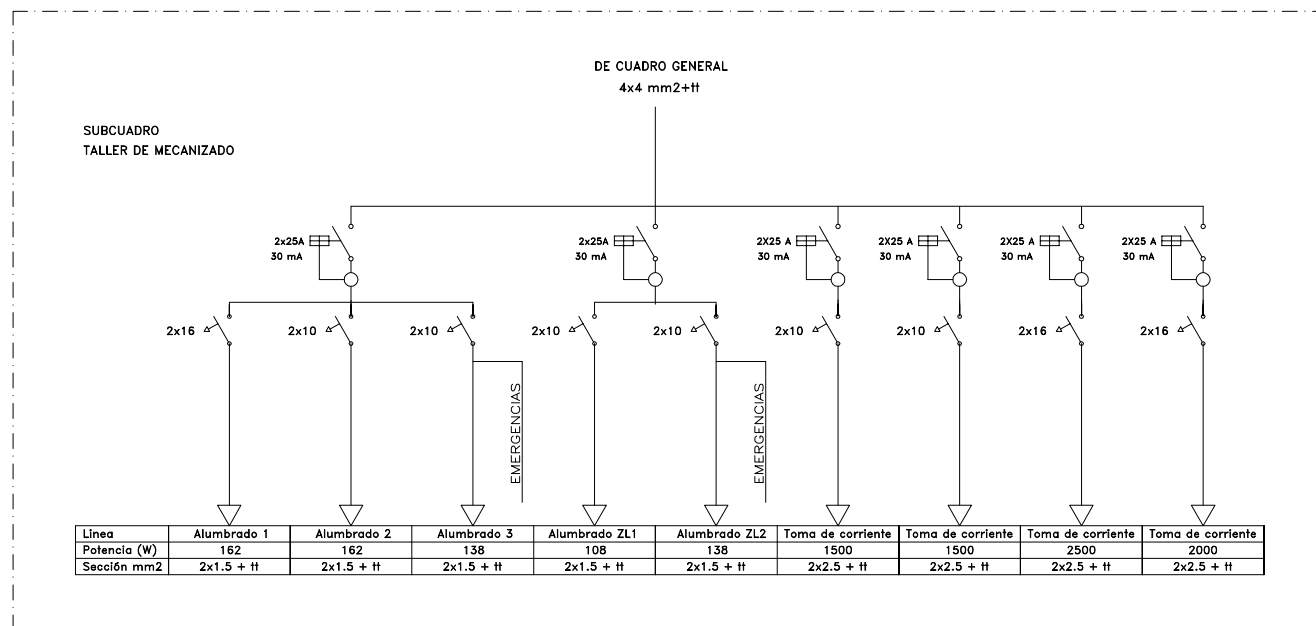 DE CUADRO GENERAL
4x4 mm2+tt
SUBCUADRO
TALLER DE MECANIZADO
2x25A
30 mA
2x25A
30 mA
2X25 A
30 mA
2X25 A
30 mA
2X25 A
30 mA
2X25 A
30 mA
2x16
2x10
2x10
2x10
2x10
2x10
2x10
2x16
2x16
EMERGENCIAS
EMERGENCIAS
Linea Alumbrado 1 Alumbrado 2 Alumbrado 3 Alumbrado ZL1 Alumbrado ZL2 Toma de corriente Toma de corriente Toma de corriente Toma de corriente
Potencia (W) 162 162 138 108 138 1500 1500 2500 2000
Sección mm2 2x1.5 + tt 2x1.5 + tt 2x1.5 + tt 2x1.5 + tt 2x1.5 + tt 2x2.5 + tt 2x2.5 + tt 2x2.5 + tt 2x2.5 + tt